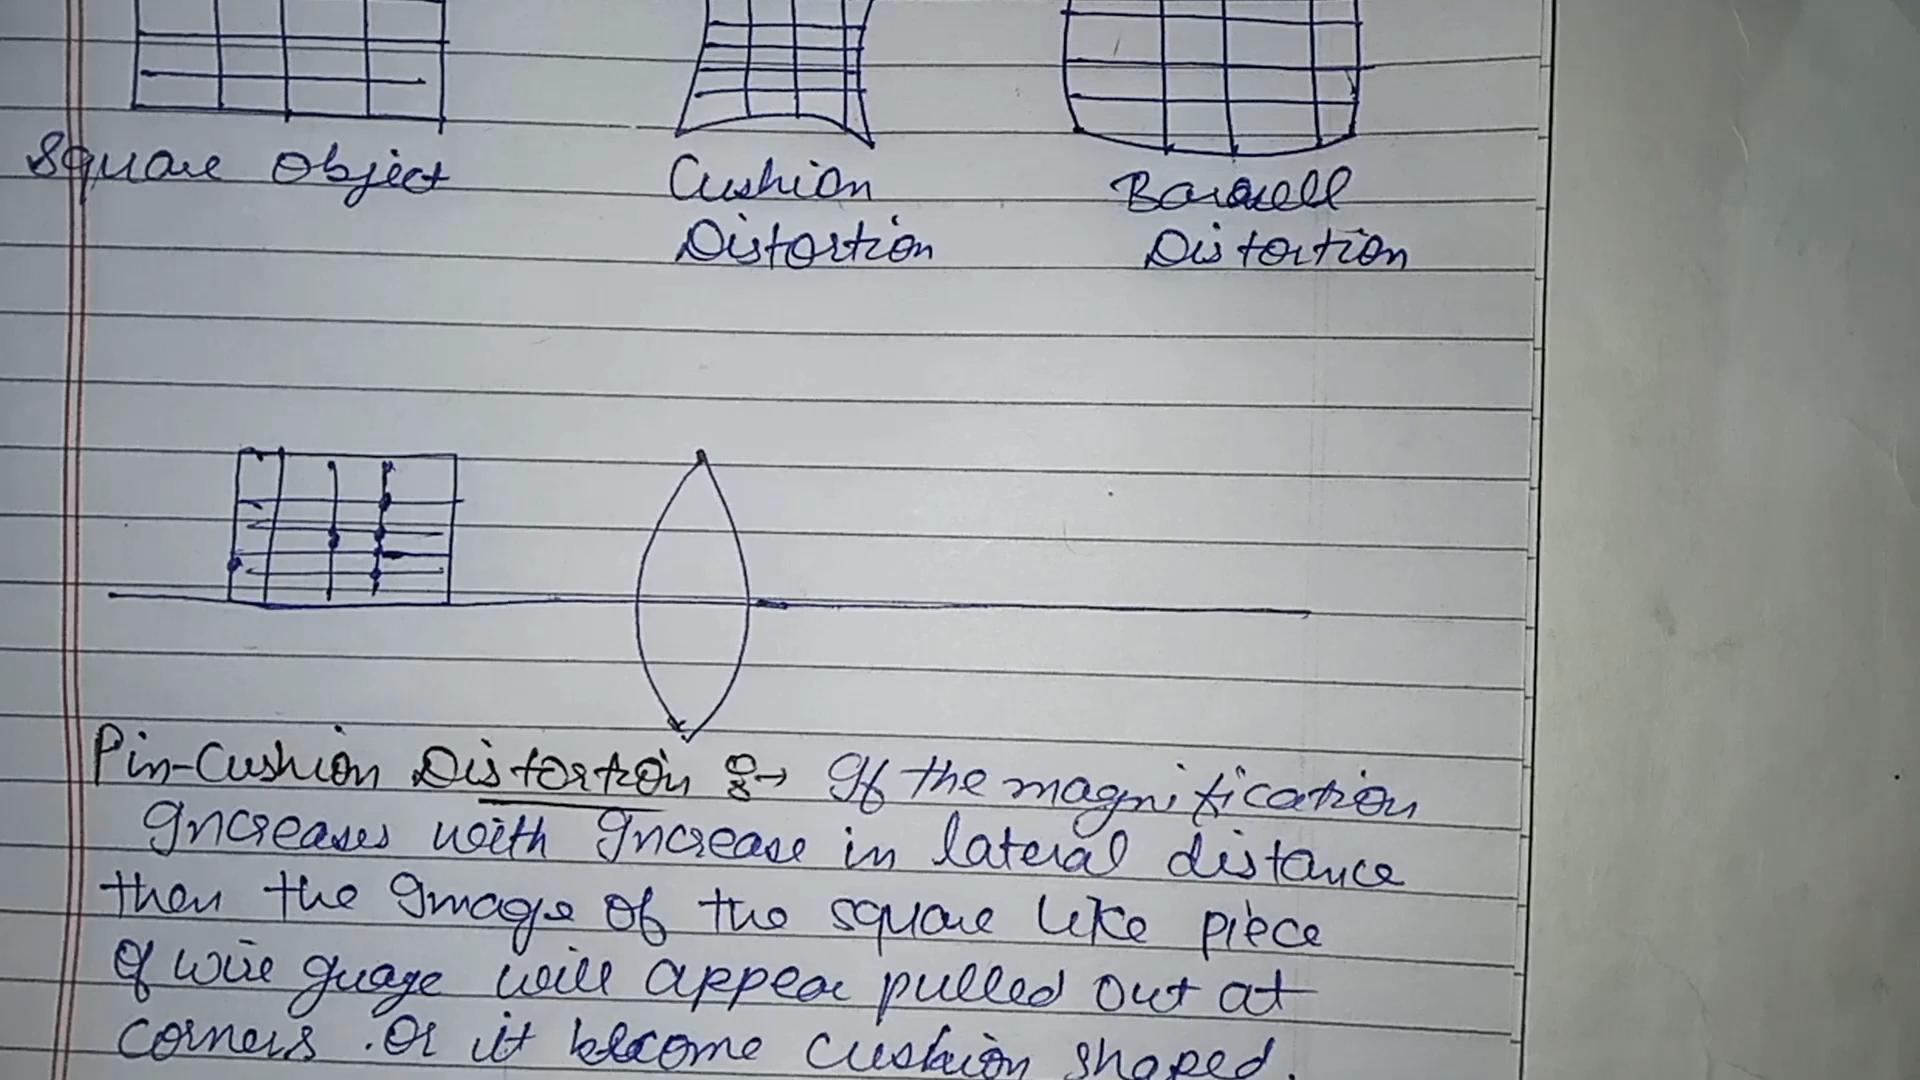 Square Object
Cushion
Distortion
Barrell
Distortion
Pin-Cushion Distortion :→ If the magnification
Increases with Increase in lateral distance
then the Image of the square like piece
of wire guage will appear pulled out at
corners. Or it become cushion shaped.